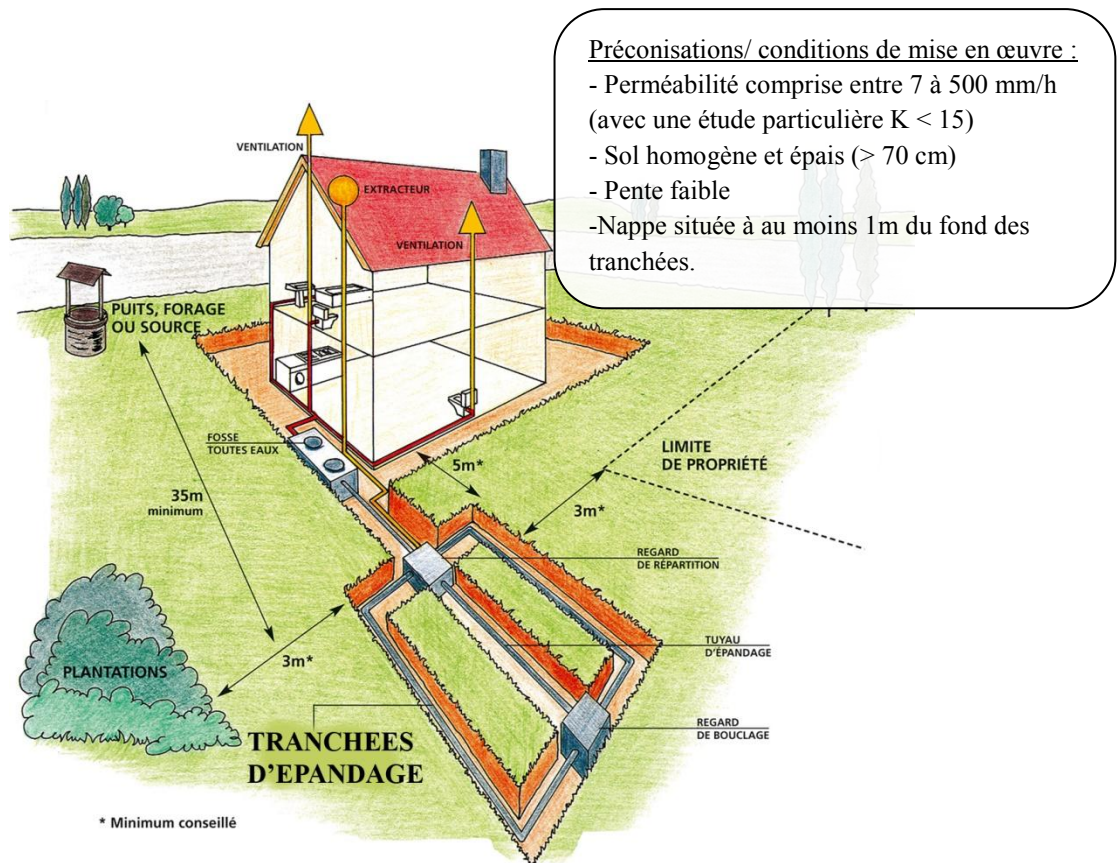 Préconisations/ conditions de mise en œuvre :
- Perméabilité comprise entre 7 à 500 mm/h
(avec une étude particulière K < 15)
- Sol homogène et épais (> 70 cm)
- Pente faible
-Nappe située à au moins 1m du fond des
tranchées.
VENTILATION
EXTRACTEUR
VENTILATION
PUITS, FORAGE
OU SOURCE
FOSSE
TOUTES EAUX
5m*
LIMITE
DE PROPRIÉTÉ
35m
minimum
3m*
REGARD
DE RÉPARTITION
TUYAU
D'ÉPANDAGE
3m*
PLANTATIONS
REGARD
DE BOUCLAGE
TRANCHEES
D'EPANDAGE
* Minimum conseillé